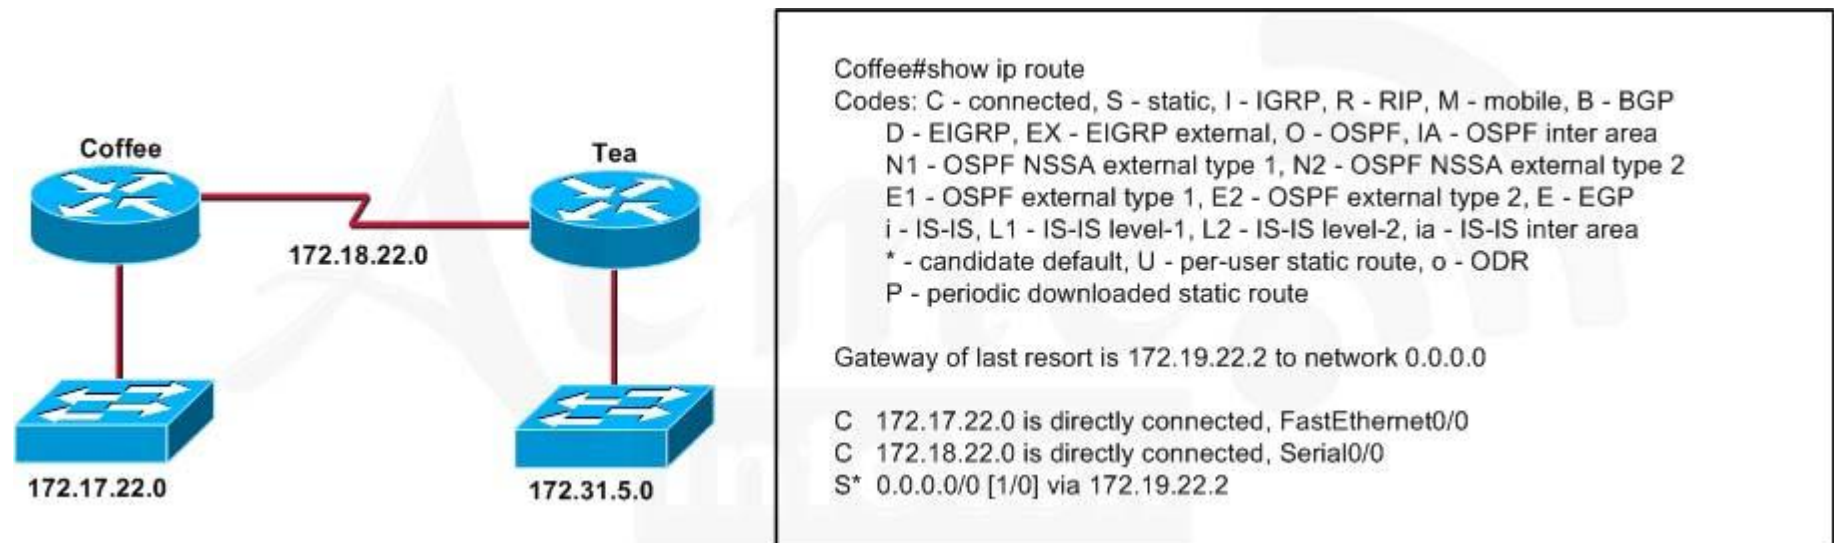 Coffee
Tea
172.18.22.0
172.17.22.0
172.31.5.0
Coffee#show ip route
Codes: C - connected, S - static, I - IGRP, R - RIP, M - mobile, B - BGP
D - EIGRP, EX - EIGRP external, O - OSPF, IA - OSPF inter area
N1 - OSPF NSSA external type 1, N2 - OSPF NSSA external type 2
E1 - OSPF external type 1, E2 - OSPF external type 2, E - EGP
i - IS-IS, L1 - IS-IS level-1, L2 - IS-IS level-2, ia - IS-IS inter area
* - candidate default, U - per-user static route, o - ODR
P - periodic downloaded static route
Gateway of last resort is 172.19.22.2 to network 0.0.0.0
C 172.17.22.0 is directly connected, FastEthernet0/0
C 172.18.22.0 is directly connected, Serial0/0
S* 0.0.0.0/0 [1/0] via 172.19.22.2